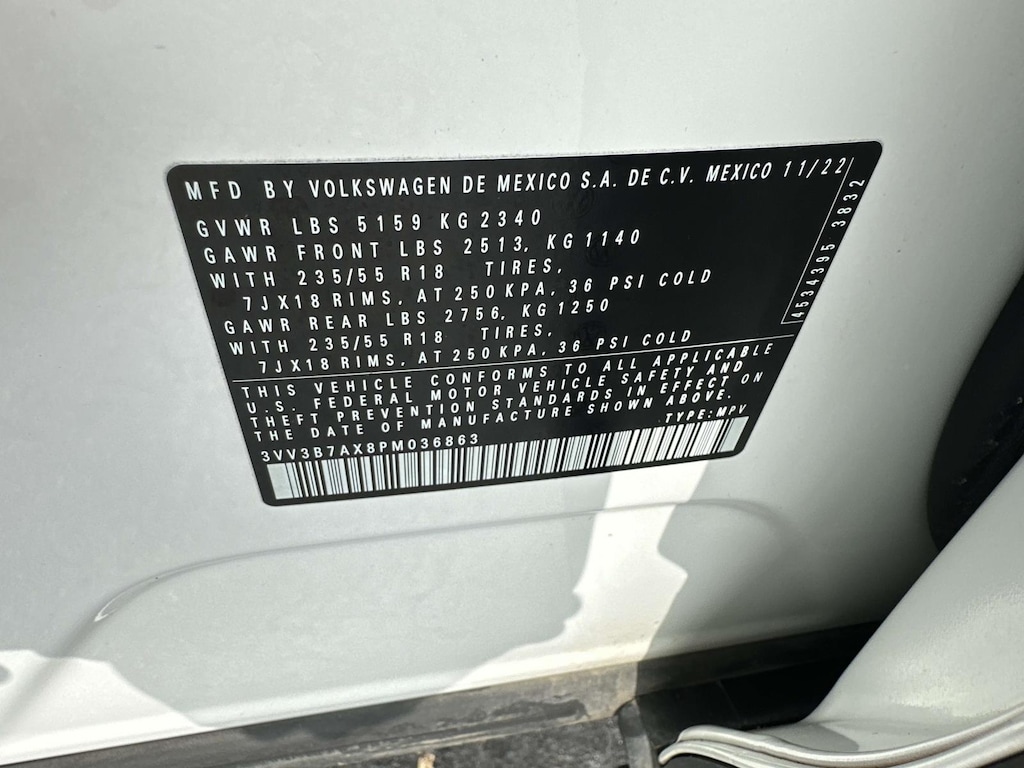 MFD BY VOLKSWAGEN DE MEXICO S.A. DE C.V. MEXICO 11/22
GVWR LBS 5159 KG 2340
GAWR FRONT LBS 2513, KG 1140
WITH 235/55 R18 TIRES,
7JX18 RIMS, AT 250 KPA, 36 PSI COLD
GAWR REAR LBS 2756, KG 1250
WITH 235/55 R18 TIRES,
7JX18 RIMS, AT 250 KPA, 36 PSI COLD
4534395 3832
THIS VEHICLE CONFORMS TO ALL APPLICABLE
U.S. FEDERAL MOTOR VEHICLE SAFETY AND
THEFT PREVENTION STANDARDS IN EFFECT ON
THE DATE OF MANUFACTURE SHOWN ABOVE.
TYPE: MPV
3VV3B7AX8PM036863